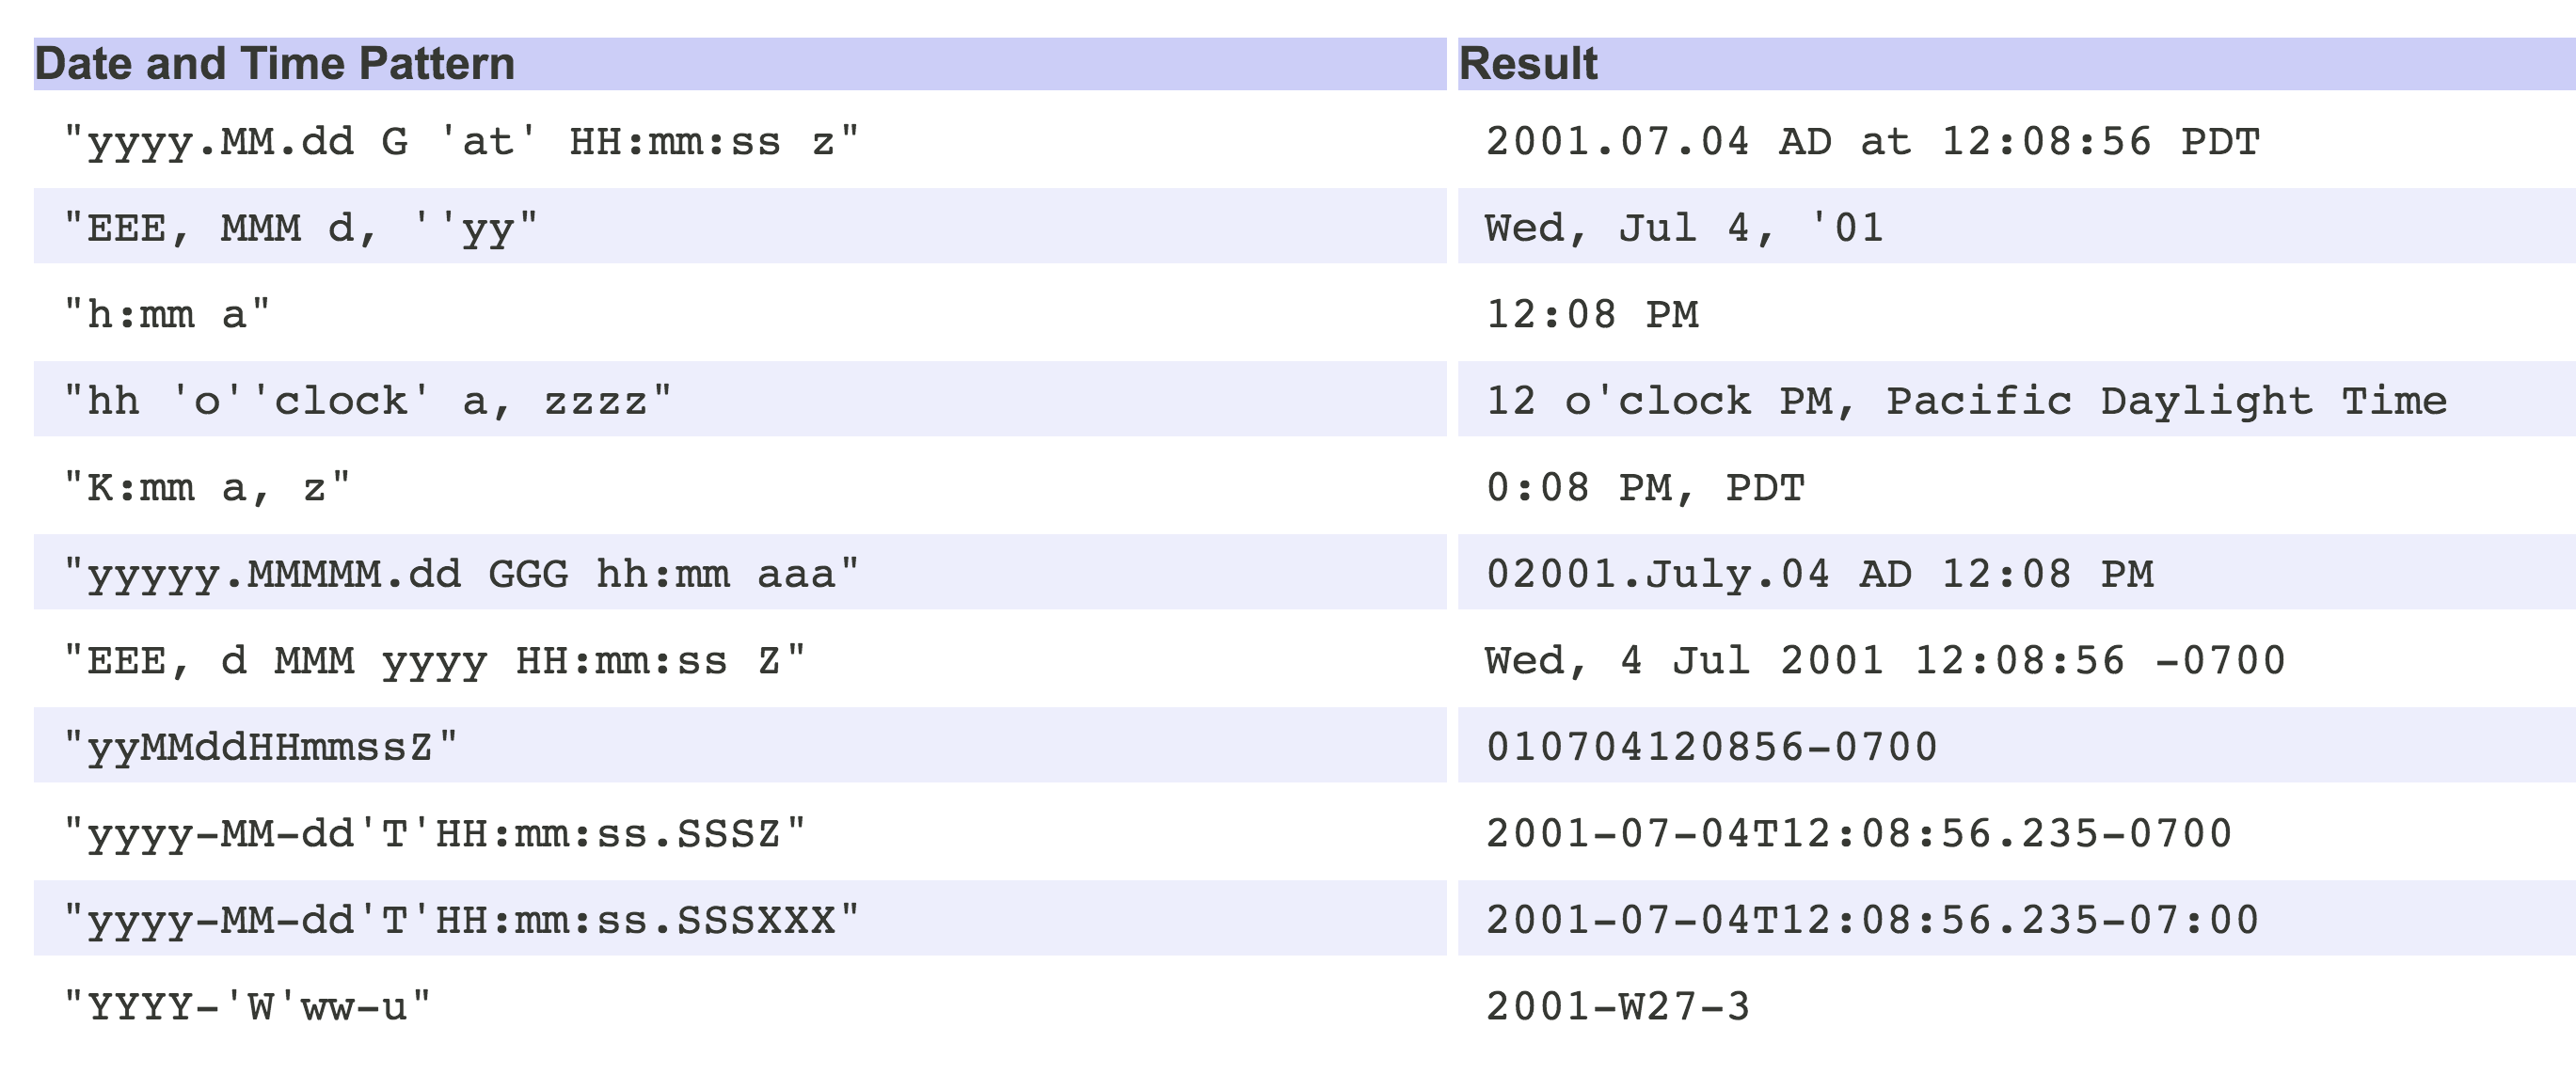 Date and Time Pattern Result
"yyyy.MM.dd G 'at' HH:mm:ss z" 2001.07.04 AD at 12:08:56 PDT
"EEE, MMM d, ''yy" Wed, Jul 4, '01
"h:mm a" 12:08 PM
"hh 'o''clock' a, zzzz" 12 o'clock PM, Pacific Daylight Time
"K:mm a, z" 0:08 PM, PDT
"yyyyy.MMMMM.dd GGG hh:mm aaa" 02001.July.04 AD 12:08 PM
"EEE, d MMM yyyy HH:mm:ss Z" Wed, 4 Jul 2001 12:08:56 -0700
"yyMMddHHmmssZ" 010704120856-0700
"yyyy-MM-dd'T'HH:mm:ss.SSSZ" 2001-07-04T12:08:56.235-0700
"yyyy-MM-dd'T'HH:mm:ss.SSSXXX" 2001-07-04T12:08:56.235-07:00
"YYYY-'W'ww-u" 2001-W27-3